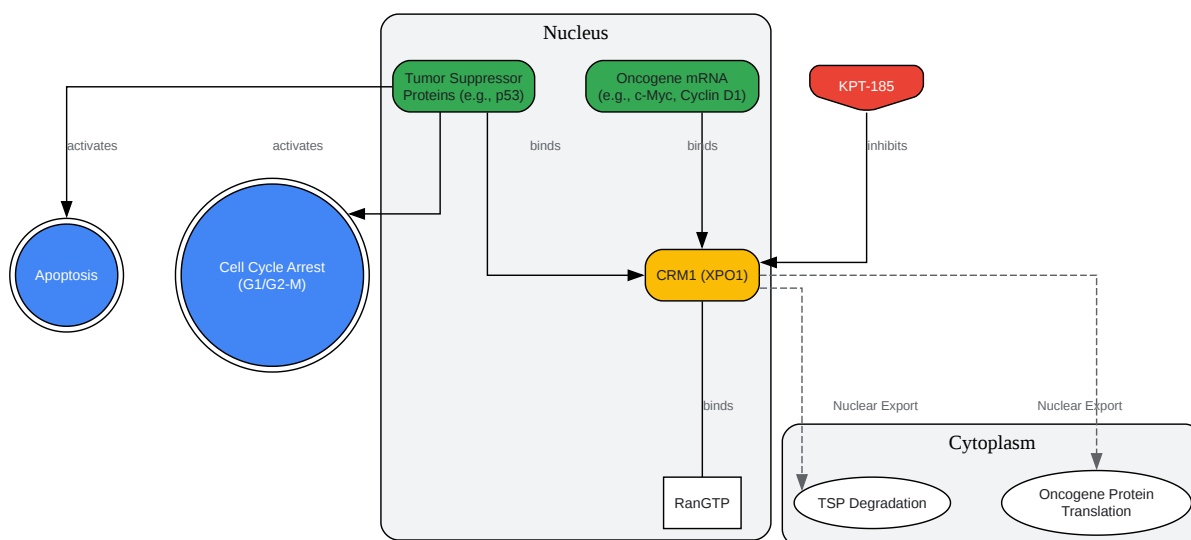 Nucleus
Tumor Suppressor
Proteins (e.g., p53)
Oncogene mRNA
(e.g., c-Myc, Cyclin D1)
KPT-185
activates
activates
binds
binds
inhibits
Apoptosis
Cell Cycle Arrest
(G1/G2-M)
CRM1 (XPO1)
binds
Nuclear Export
Nuclear Export
Cytoplasm
RanGTP
TSP Degradation
Oncogene Protein
Translation